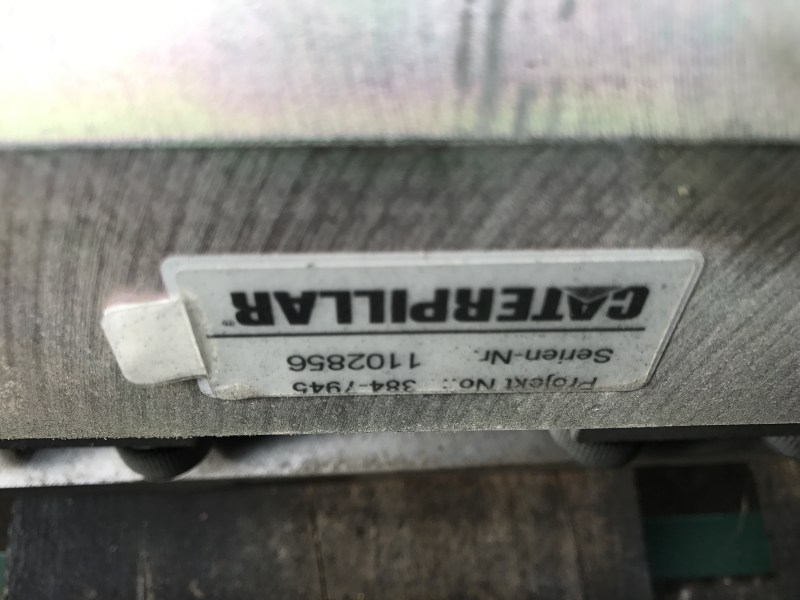 CATERPILLAR®
Serien-Nr. 1102856
Projekt No.: 384-7945